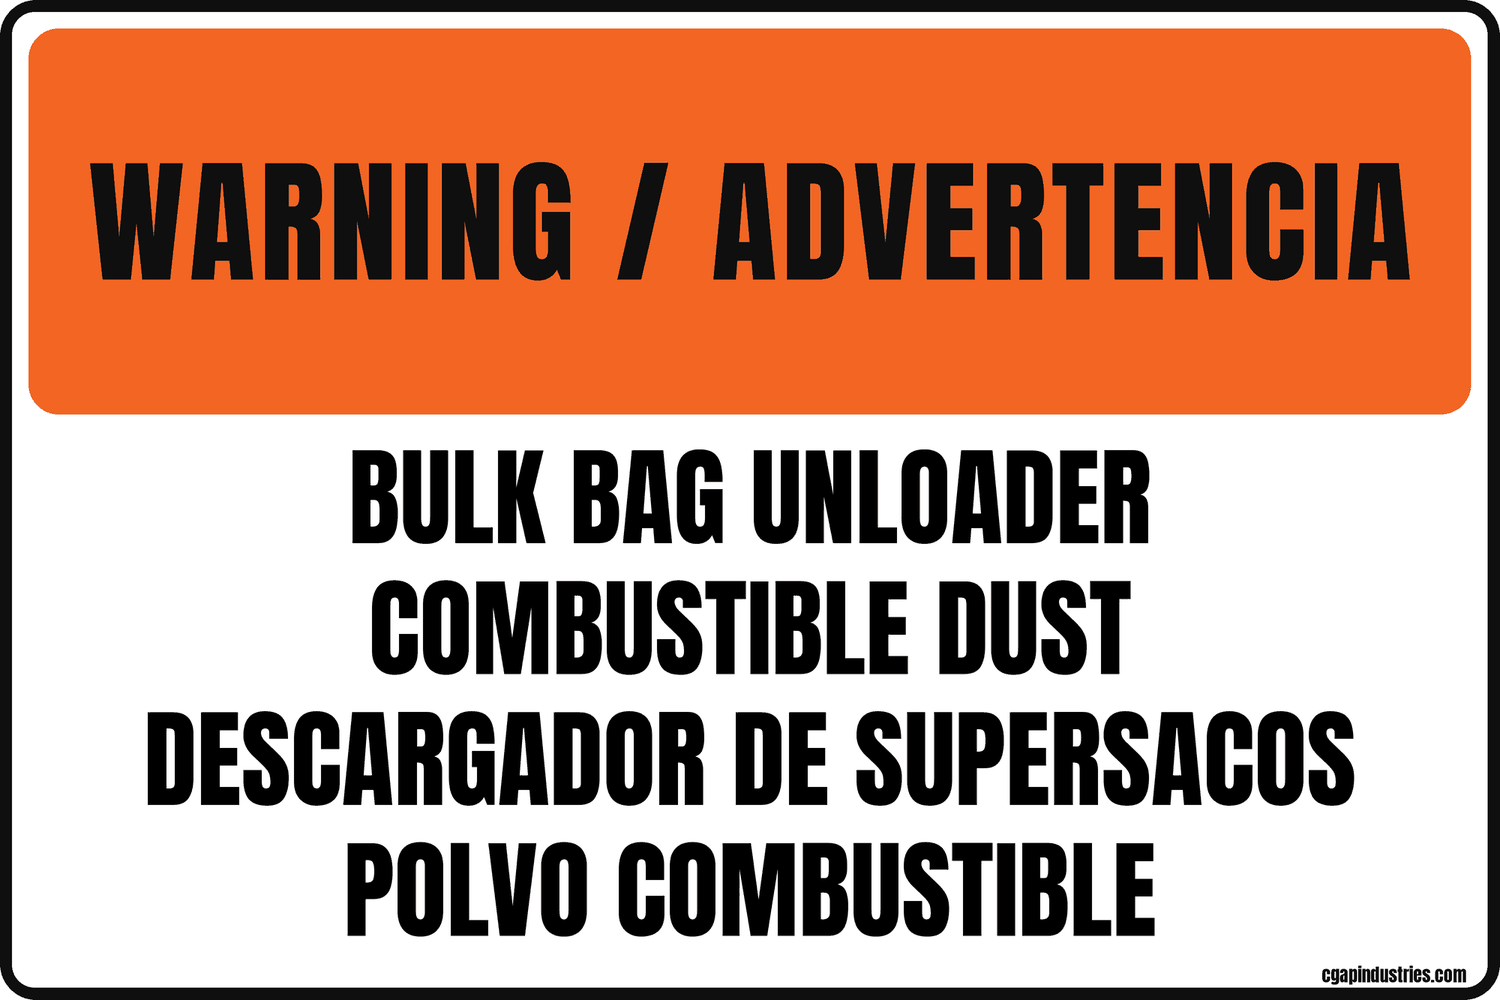 WARNING / ADVERTENCIA
BULK BAG UNLOADER
COMBUSTIBLE DUST
DESCARGADOR DE SUPERSACOS
POLVO COMBUSTIBLE
cgapindustries.com